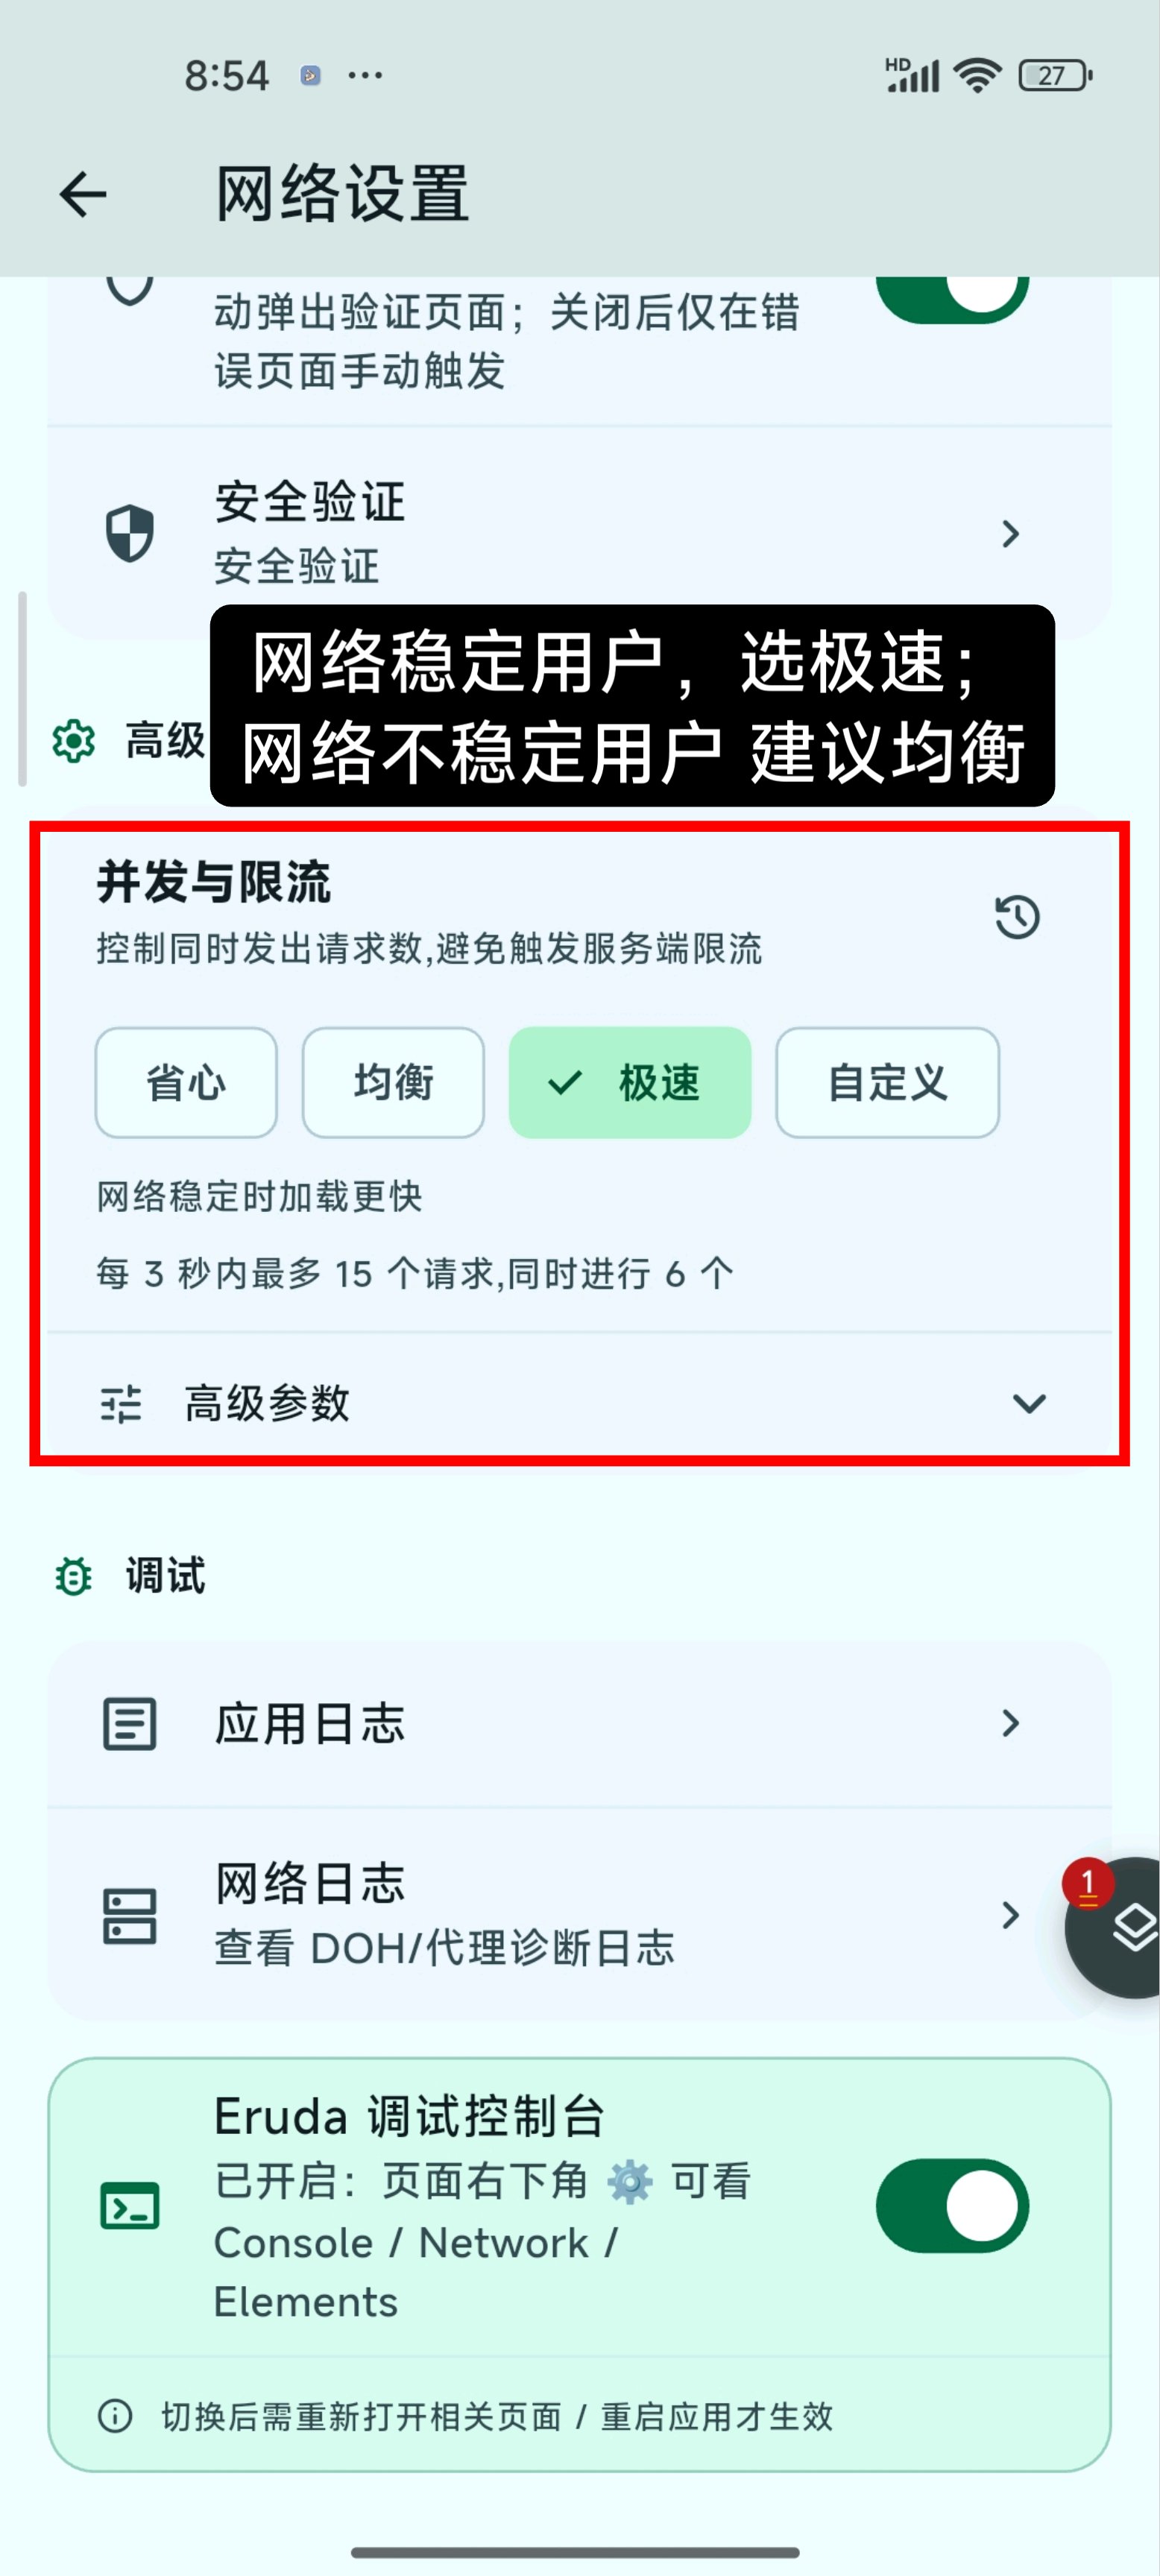 8:54 ... HD 27
网络设置
动弹出验证页面；关闭后仅在错
误页面手动触发
安全验证
安全验证
网络稳定用户，选极速；
网络不稳定用户 建议均衡
高级
并发与限流
控制同时发出请求数,避免触发服务端限流
省心 均衡 极速 自定义
网络稳定时加载更快
每 3 秒内最多 15 个请求,同时进行 6 个
高级参数
调试
应用日志
网络日志
查看 DOH/代理诊断日志
1
Eruda 调试控制台
已开启：页面右下角 ⚙️ 可看
Console / Network /
Elements
切换后需重新打开相关页面 / 重启应用才生效